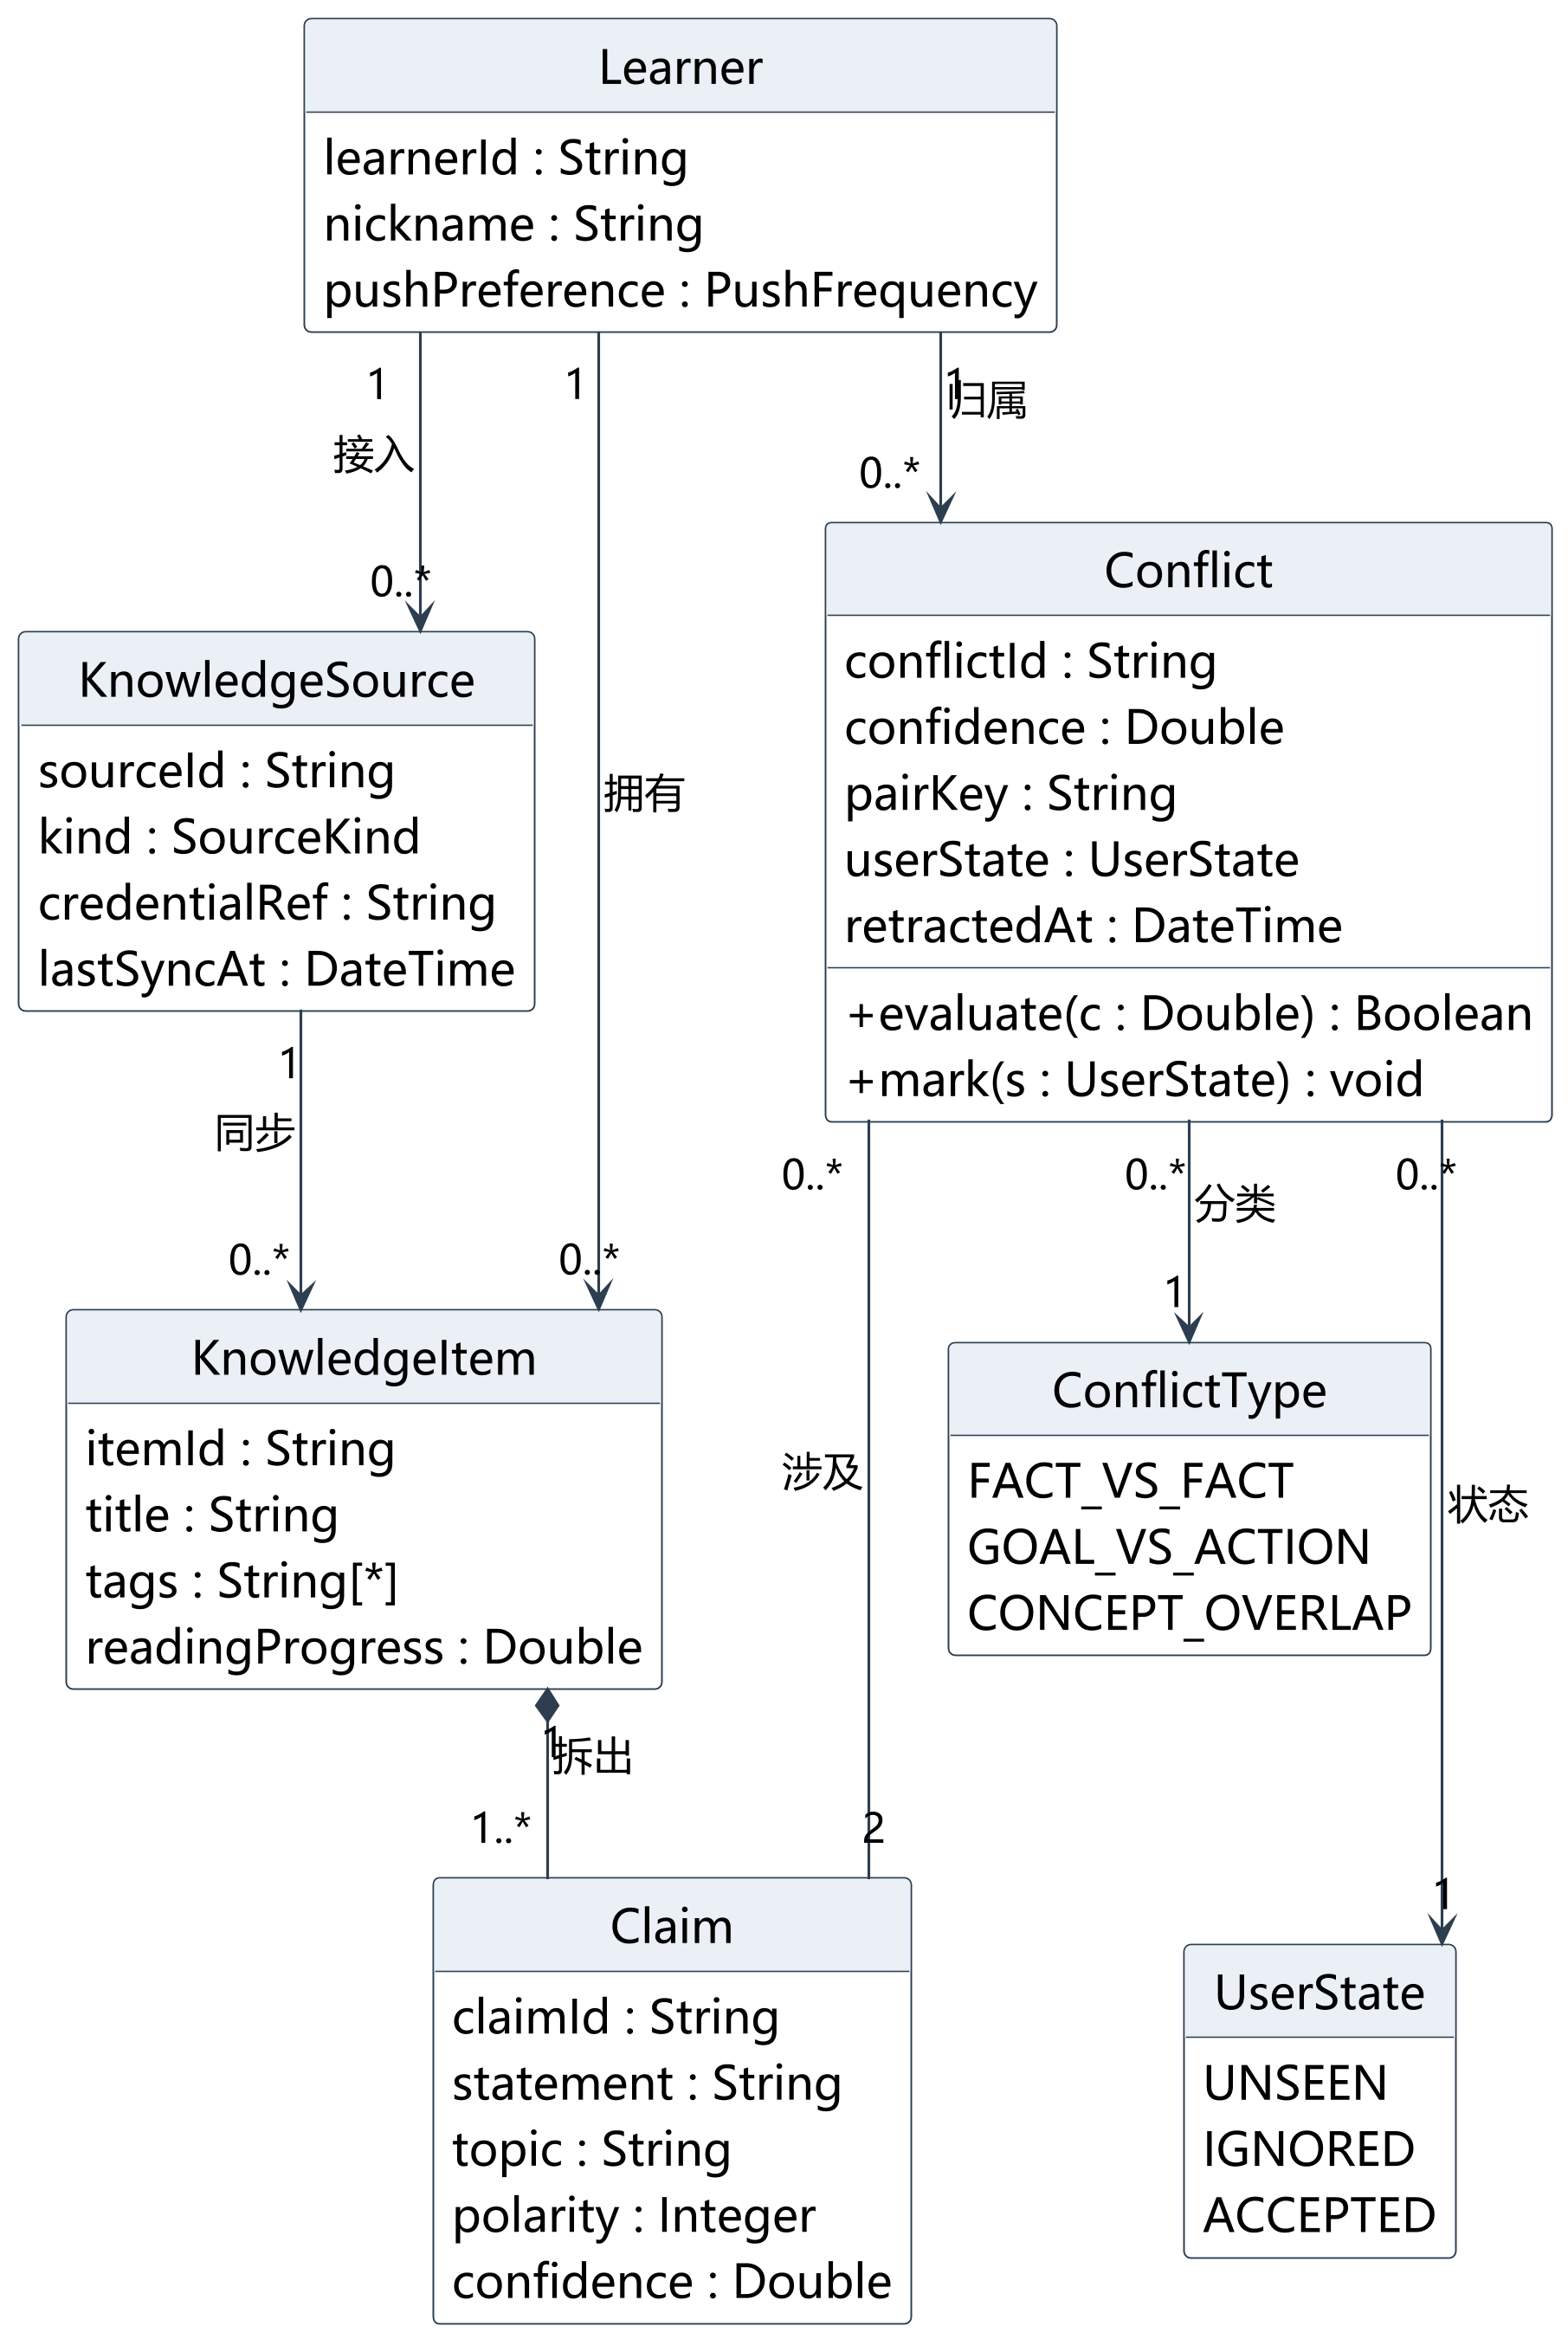 Learner
learnerId : String
nickname : String
pushPreference : PushFrequency
1
1
1
归属
接入
0..*
0..*
Conflict
conflictId : String
confidence : Double
pairKey : String
userState : UserState
retractedAt : DateTime
+evaluate(c : Double) : Boolean
+mark(s : UserState) : void
KnowledgeSource
sourceId : String
kind : SourceKind
credentialRef : String
lastSyncAt : DateTime
拥有
1
同步
0..*
0..*
0..*
0..*
0..*
分类
1
KnowledgeItem
itemId : String
title : String
tags : String[*]
readingProgress : Double
ConflictType
FACT_VS_FACT
GOAL_VS_ACTION
CONCEPT_OVERLAP
涉及
状态
1
拆出
1..*
2
1
Claim
claimId : String
statement : String
topic : String
polarity : Integer
confidence : Double
UserState
UNSEEN
IGNORED
ACCEPTED